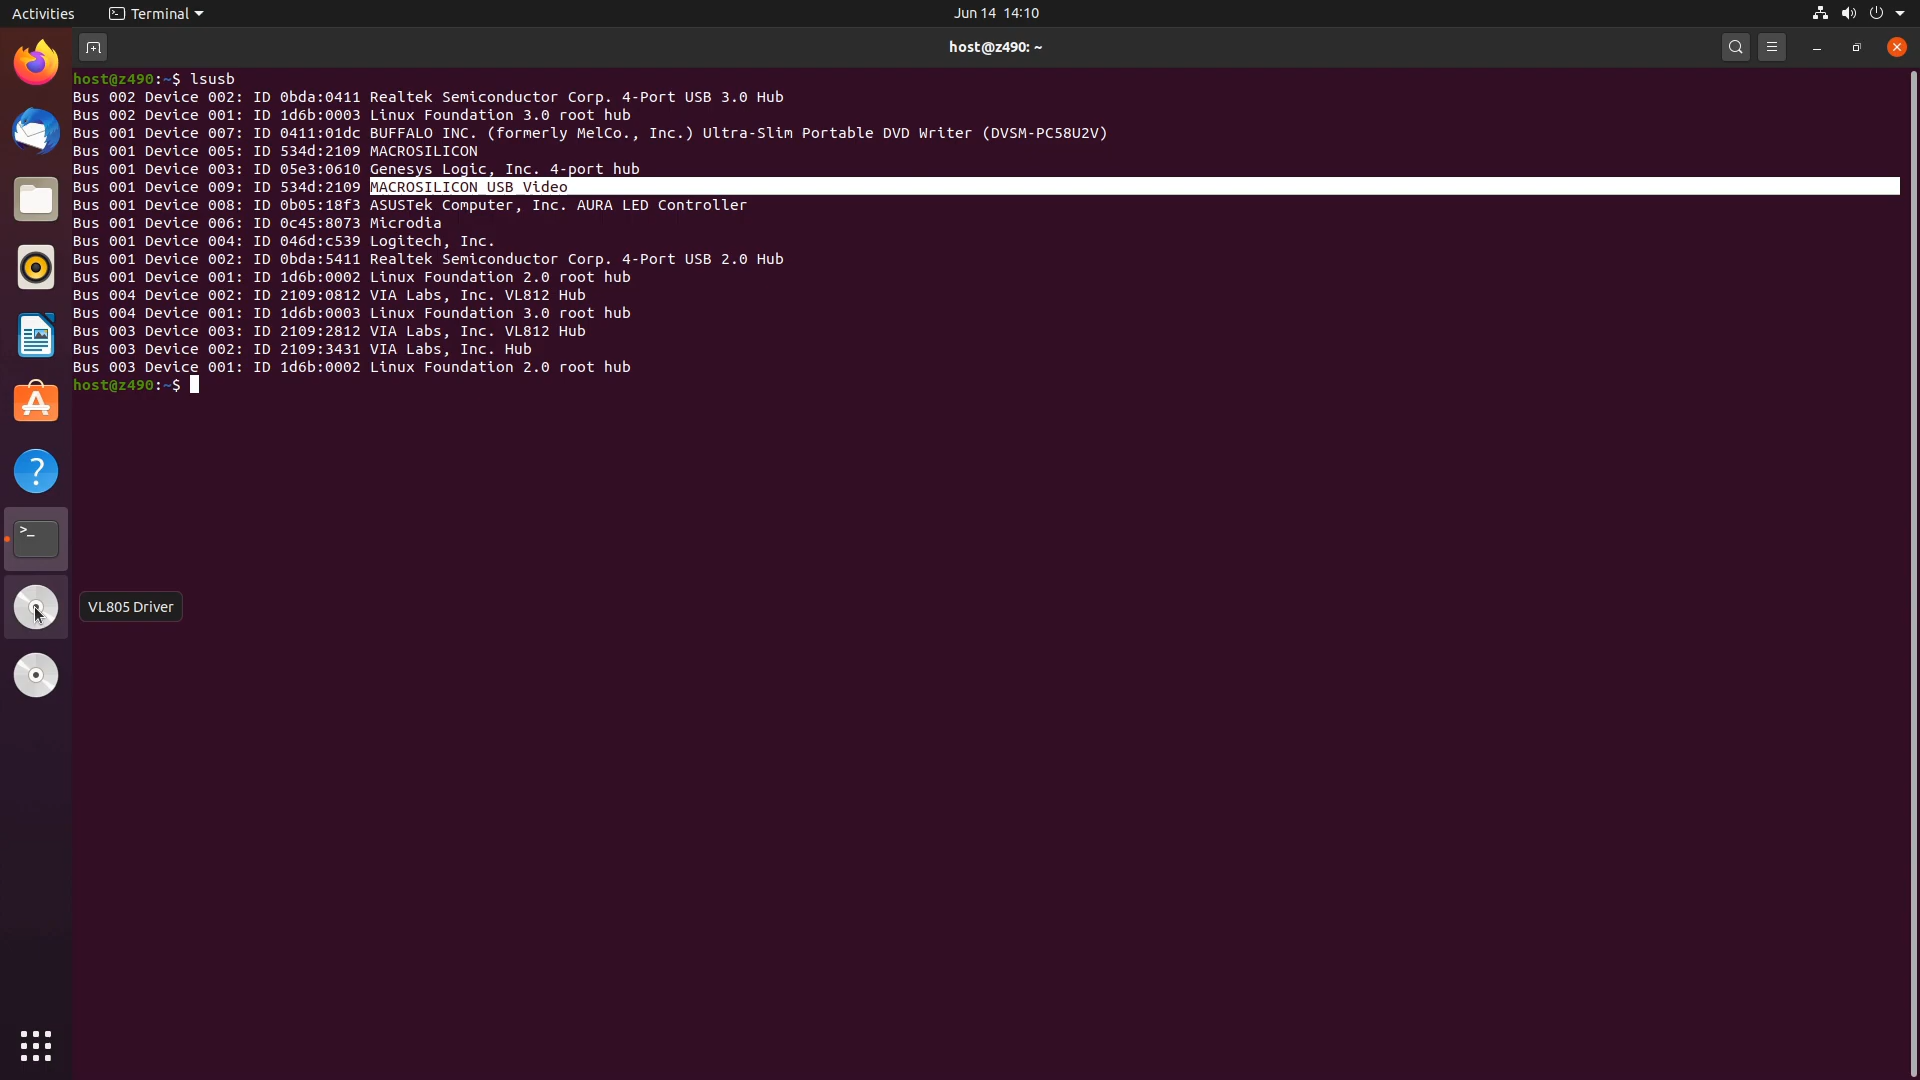 Activities
Terminal
Jun 14 14:10
host@z490: ~
host@z490:~$ lsusb
Bus 002 Device 002: ID 0bda:0411 Realtek Semiconductor Corp. 4-Port USB 3.0 Hub
Bus 002 Device 001: ID 1d6b:0003 Linux Foundation 3.0 root hub
Bus 001 Device 007: ID 0411:01dc BUFFALO INC. (formerly MelCo., Inc.) Ultra-Slim Portable DVD Writer (DVSM-PC58U2V)
Bus 001 Device 005: ID 534d:2109 MACROSILICON
Bus 001 Device 003: ID 05e3:0610 Genesys Logic, Inc. 4-port hub
Bus 001 Device 009: ID 534d:2109 MACROSILICON USB Video
Bus 001 Device 008: ID 0b05:18f3 ASUSTek Computer, Inc. AURA LED Controller
Bus 001 Device 006: ID 0c45:8073 Microdia
Bus 001 Device 004: ID 046d:c539 Logitech, Inc.
Bus 001 Device 002: ID 0bda:5411 Realtek Semiconductor Corp. 4-Port USB 2.0 Hub
Bus 001 Device 001: ID 1d6b:0002 Linux Foundation 2.0 root hub
Bus 004 Device 002: ID 2109:0812 VIA Labs, Inc. VL812 Hub
Bus 004 Device 001: ID 1d6b:0003 Linux Foundation 3.0 root hub
Bus 003 Device 003: ID 2109:2812 VIA Labs, Inc. VL812 Hub
Bus 003 Device 002: ID 2109:3431 VIA Labs, Inc. Hub
Bus 003 Device 001: ID 1d6b:0002 Linux Foundation 2.0 root hub
host@z490:~$
VL805 Driver